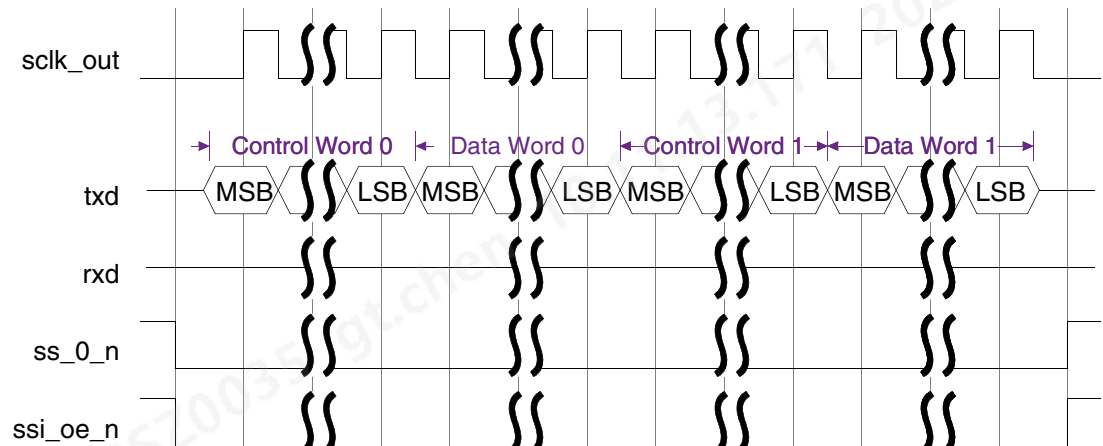 sclk_out
Control Word 0 Data Word 0 Control Word 1 Data Word 1
txd MSB LSB MSB LSB MSB LSB MSB LSB
rxd
ss_0_n
ssi_oe_n